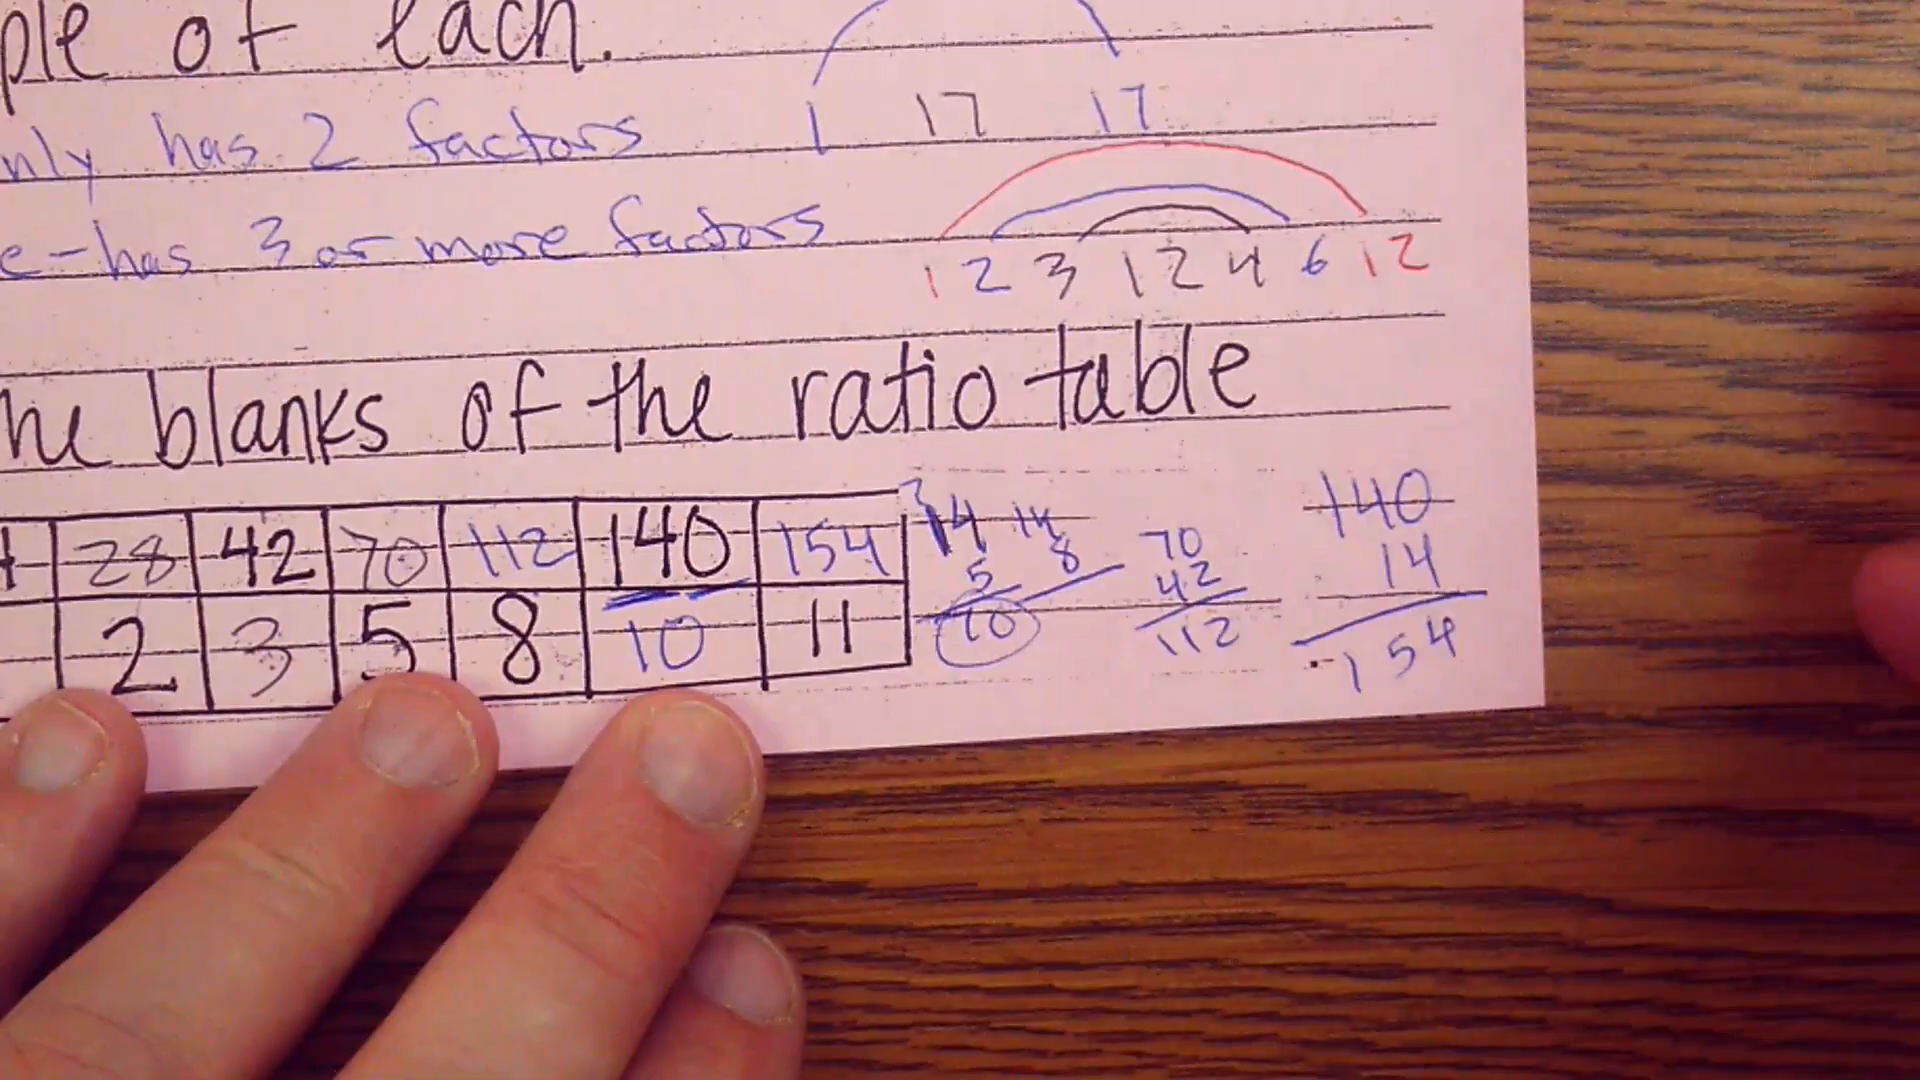 ple of each.
1 17 17
nly has 2 factors
e-has 3 or more factors
1 2 3 12 4 6 12
he blanks of the ratio table
4 28 42 70 112 140 154
2 3 5 8 10 11
14 14 70 140
5 8 42 14
70 112 154